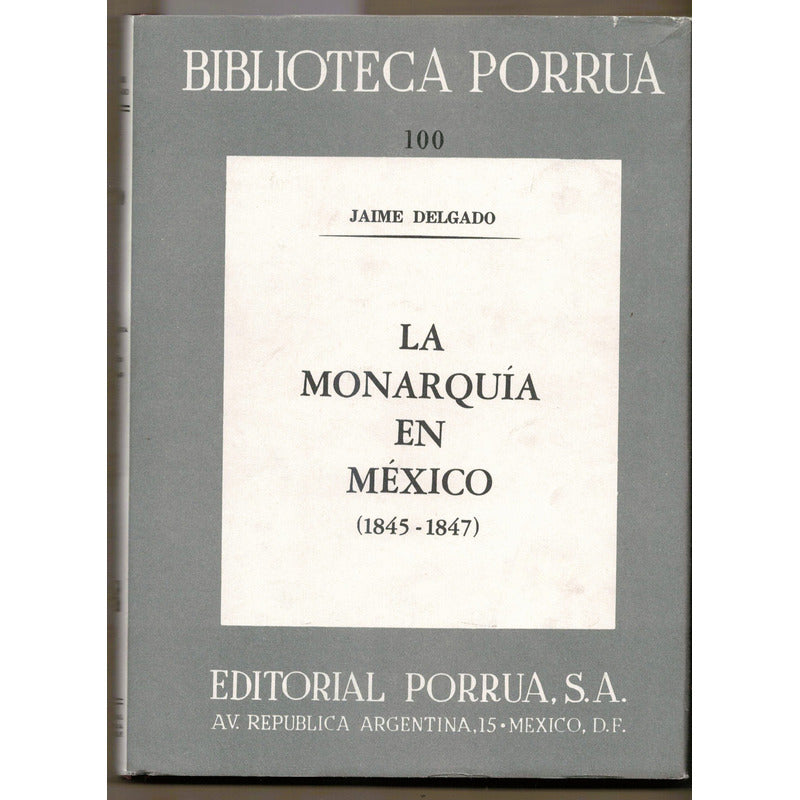 BIBLIOTECA PORRUA
100
JAIME DELGADO
LA
MONARQUÍA
EN
MÉXICO
(1845-1847)
EDITORIAL PORRUA, S.A.
AV. REPUBLICA ARGENTINA, 15 • MEXICO, D.F.